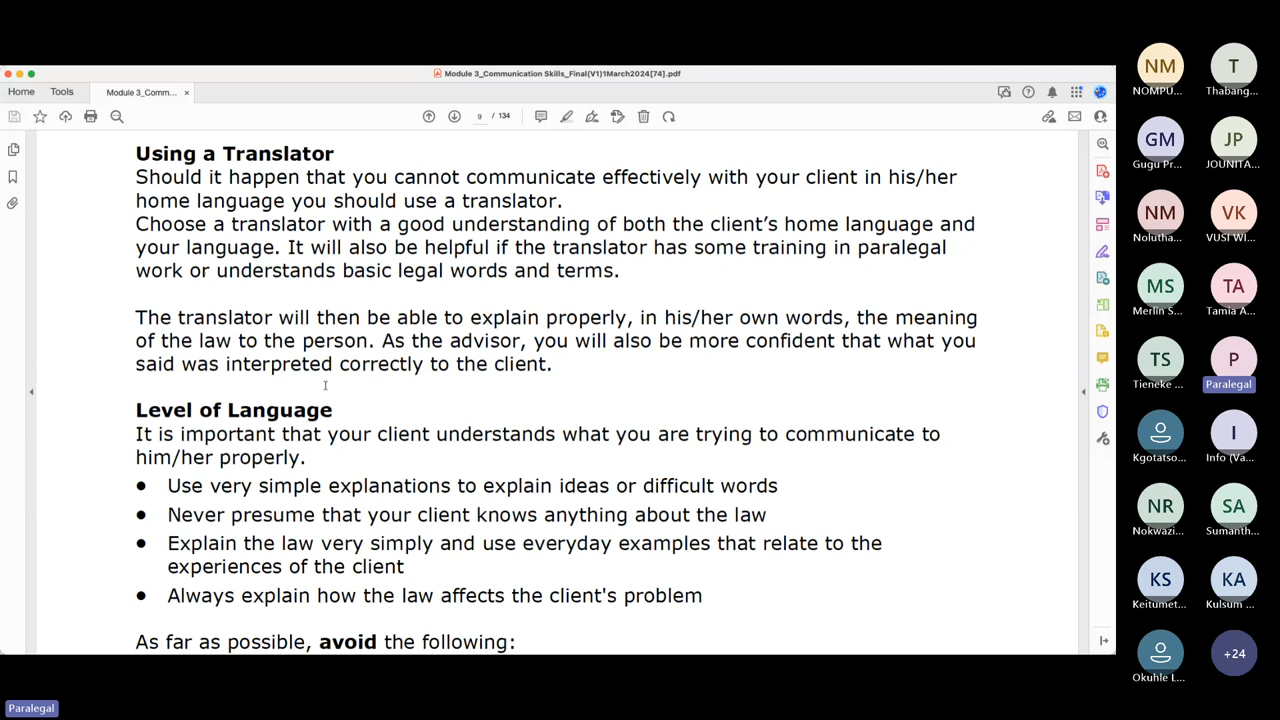 Module 3_Communication Skills_Final(V1)1March2024[74].pdf
Home Tools Module 3_Comm... ×
9 / 134
Using a Translator
Should it happen that you cannot communicate effectively with your client in his/her
home language you should use a translator.
Choose a translator with a good understanding of both the client’s home language and
your language. It will also be helpful if the translator has some training in paralegal
work or understands basic legal words and terms.
The translator will then be able to explain properly, in his/her own words, the meaning
of the law to the person. As the advisor, you will also be more confident that what you
said was interpreted correctly to the client.
Level of Language
It is important that your client understands what you are trying to communicate to
him/her properly.
● Use very simple explanations to explain ideas or difficult words
● Never presume that your client knows anything about the law
● Explain the law very simply and use everyday examples that relate to the
experiences of the client
● Always explain how the law affects the client's problem
As far as possible, avoid the following:
NM T
NOMPU... Thabang...
GM JP
Gugu Pr... JOUNITA...
NM VK
Nolutha... VUSI WI...
MS TA
Merlin S... Tamia A...
TS P
Tieneke ... Paralegal
I
Kgotatso... Info (Va...
NR SA
Nokwazi... Sumanth...
KS KA
Keitumet... Kulsum ...
+24
Okuhle L...
Paralegal